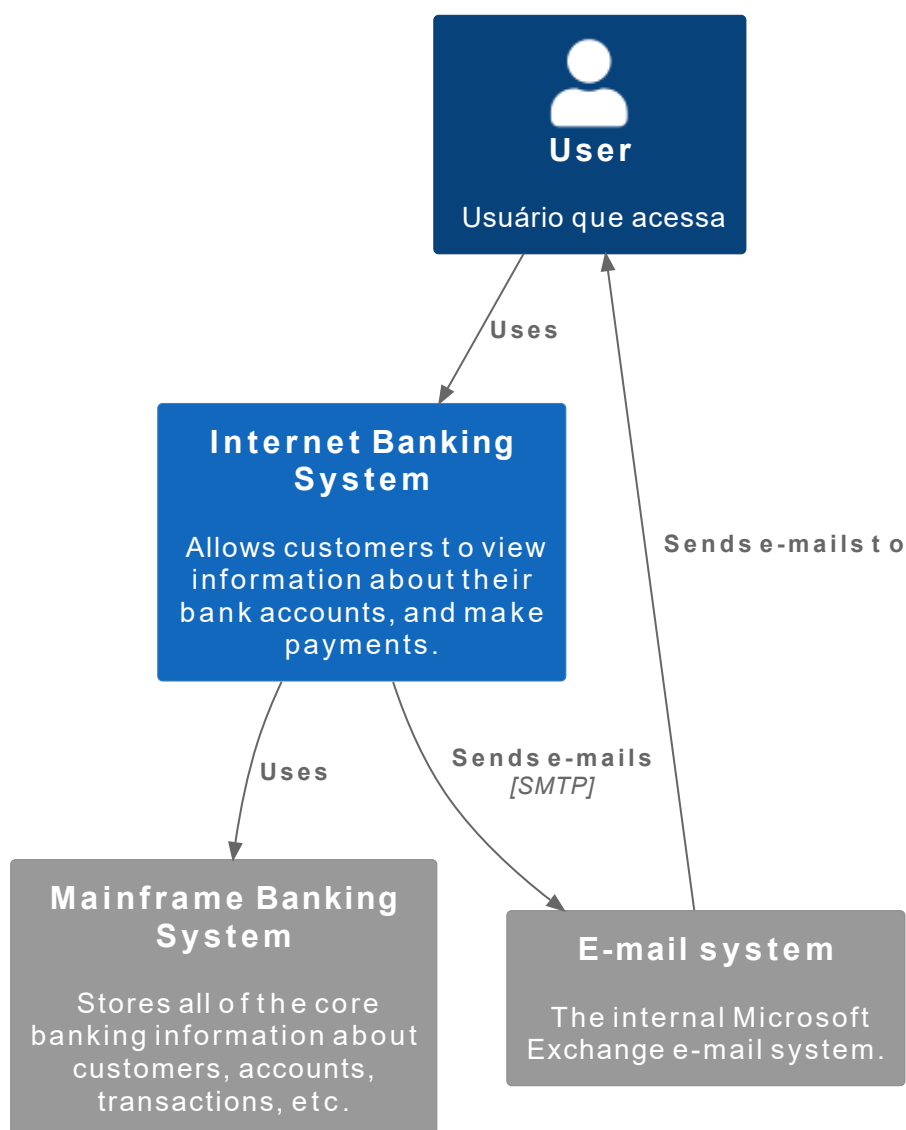 User
Usuário que acessa
Uses
Internet Banking
System
Allows customers to view
information about their
bank accounts, and make
payments.
Sends e-mails to
Uses
Sends e-mails
[SMTP]
Mainframe Banking
System
Stores all of the core
banking information about
customers, accounts,
transactions, etc.
E-mail system
The internal Microsoft
Exchange e-mail system.